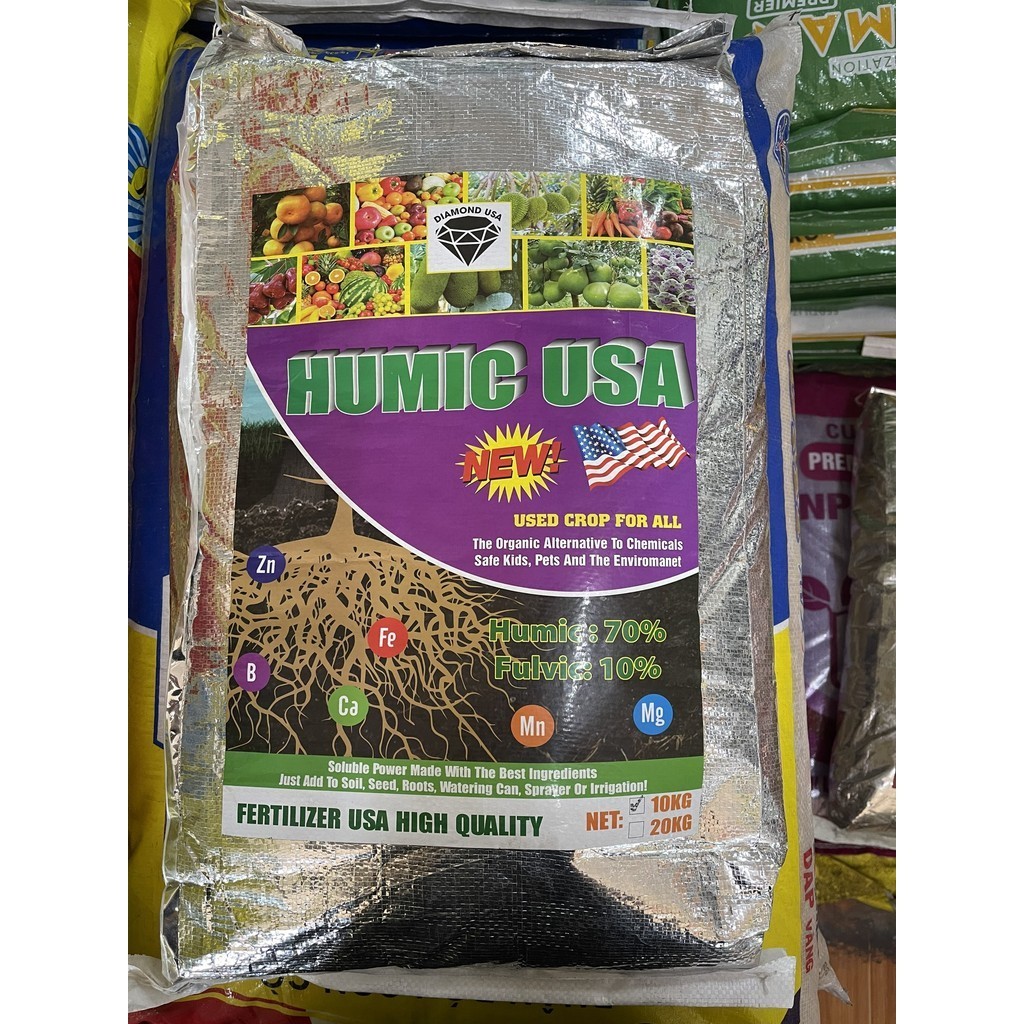 PREMIER
DIAMOND USA
HUMIC USA
NEW!
USED CROP FOR ALL
The Organic Alternative To Chemicals
Safe Kids, Pets And The Enviromanet
Zn
Fe
B
Ca
Mn
Mg
Humic : 70%
Fulvic: 10%
Soluble Power Made With The Best Ingredients
Just Add To Soil, Seed, Roots, Watering Can, Sprayer Or Irrigation!
FERTILIZER USA HIGH QUALITY
NET:
10KG
20KG
DAP VANG